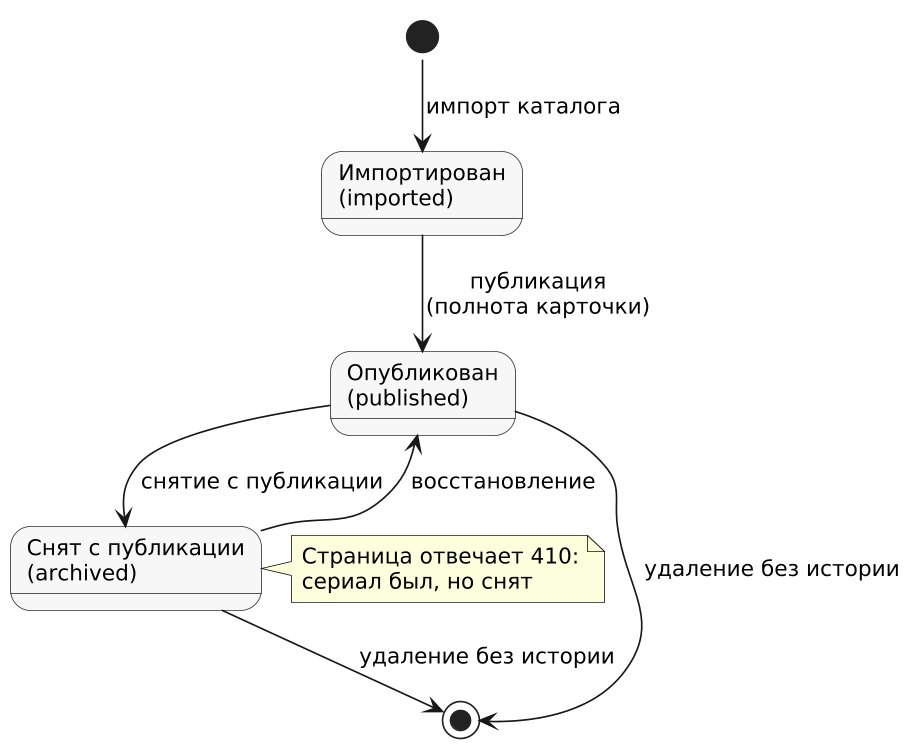 импорт каталога
Импортирован
(imported)
публикация
(полнота карточки)
Опубликован
(published)
снятие с публикации
восстановление
Снят с публикации
(archived)
Страница отвечает 410:
сериал был, но снят
удаление без истории
удаление без истории